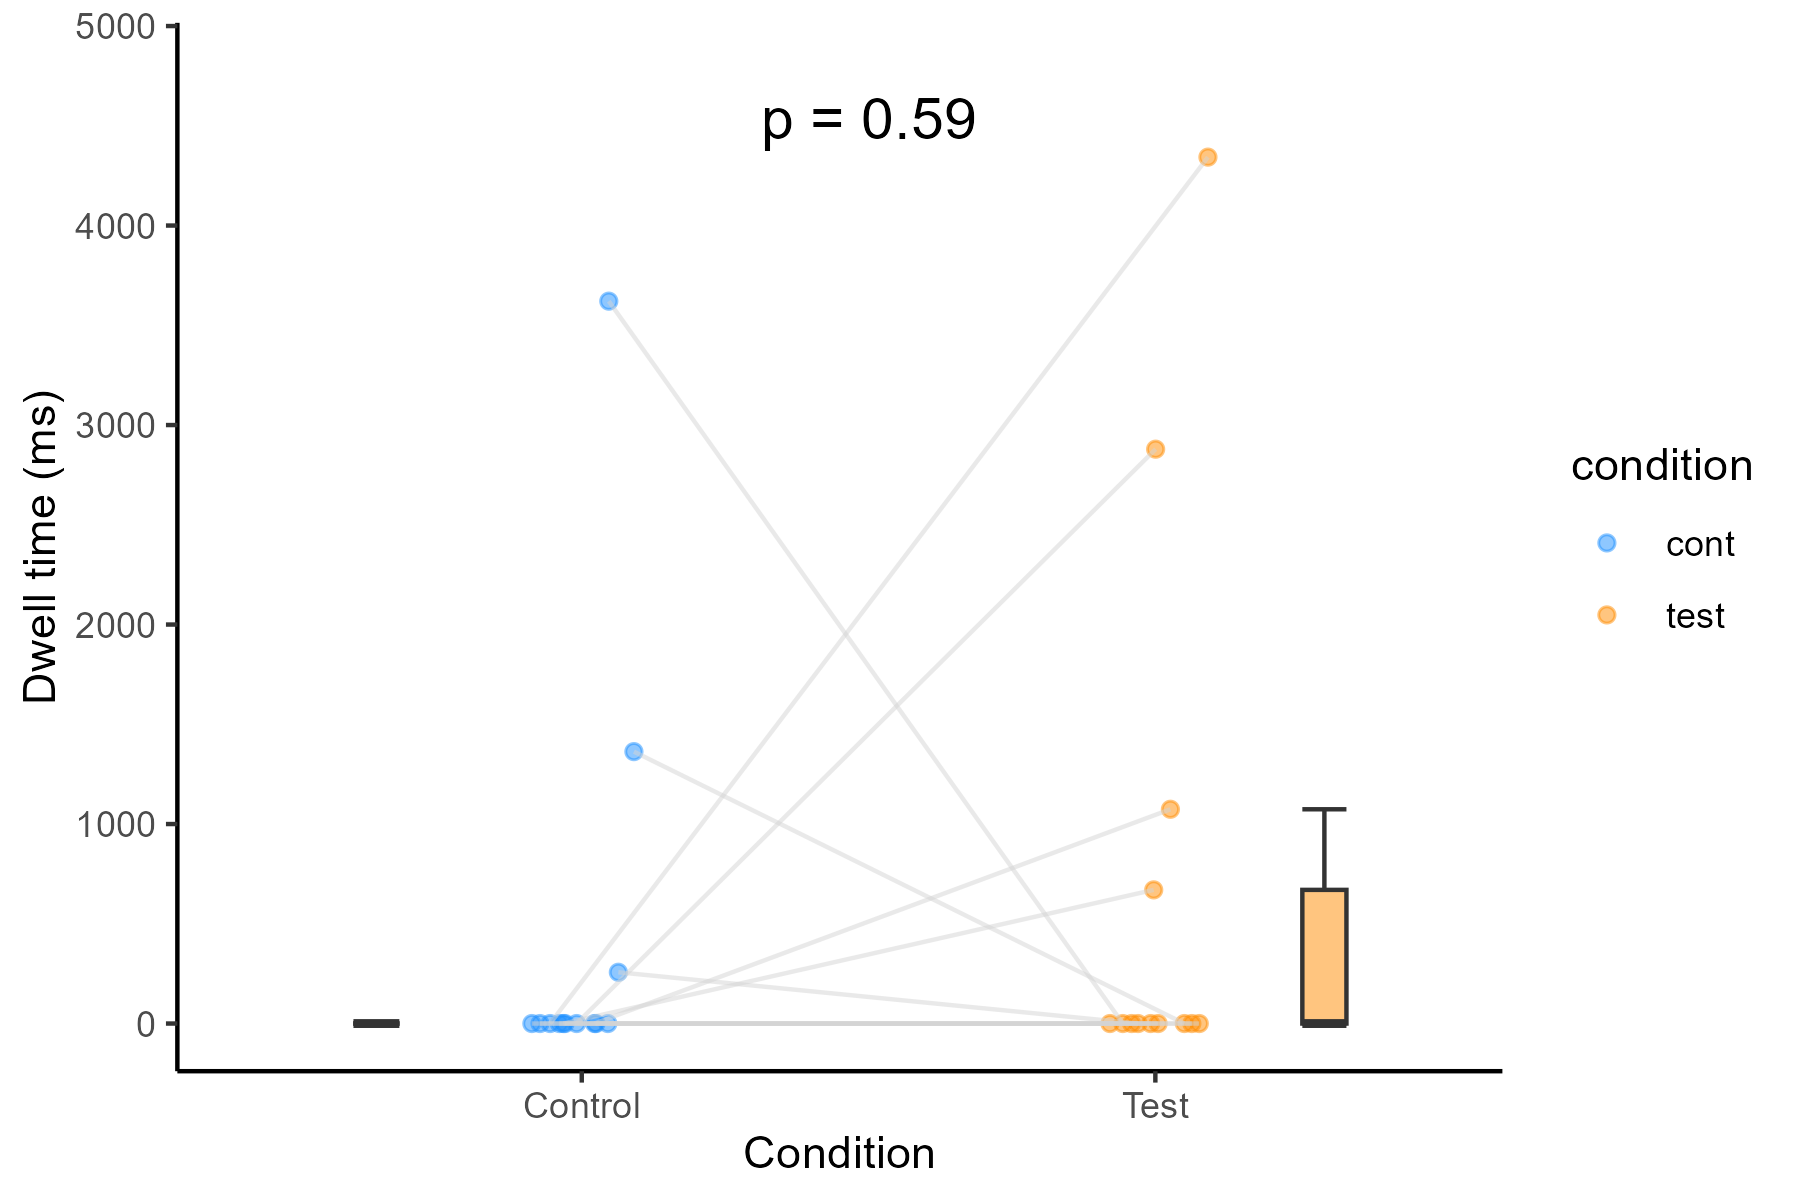 5000
p = 0.59
4000
3000
2000
1000
0
Dwell time (ms)
Control
Test
Condition
condition
cont
test